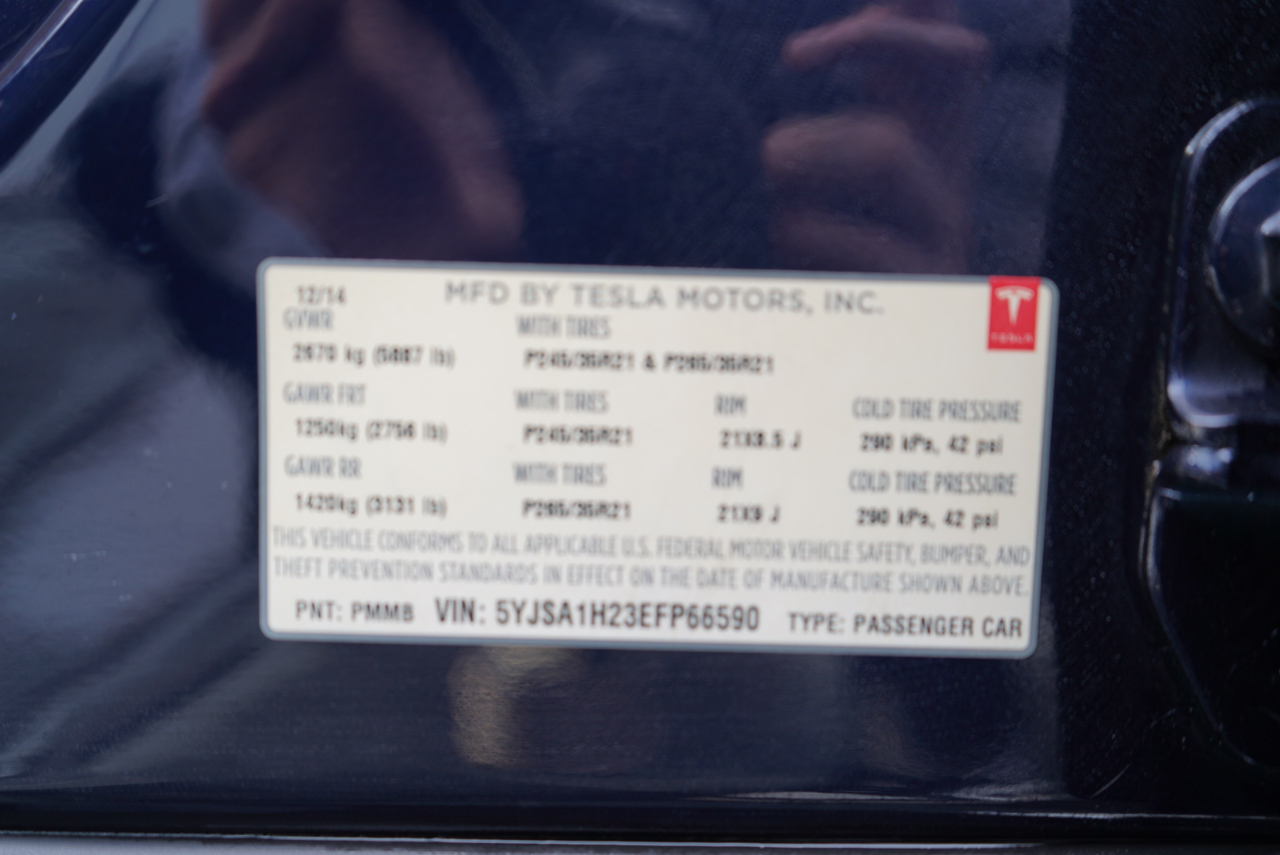 12/14 MFD BY TESLA MOTORS, INC.
TESLA
GVWR WITH TIRES
2670 kg (5887 lb) P245/35R21 & P265/35R21
GAWR FRT WITH TIRES RIM COLD TIRE PRESSURE
1250kg (2756 lb) P245/35R21 21X8.5 J 290 kPa, 42 psi
GAWR RR WITH TIRES RIM COLD TIRE PRESSURE
1420kg (3131 lb) P265/35R21 21X9 J 290 kPa, 42 psi
THIS VEHICLE CONFORMS TO ALL APPLICABLE U.S. FEDERAL MOTOR VEHICLE SAFETY, BUMPER, AND
THEFT PREVENTION STANDARDS IN EFFECT ON THE DATE OF MANUFACTURE SHOWN ABOVE.
PNT: PMMB VIN: 5YJSA1H23EFP66590 TYPE: PASSENGER CAR